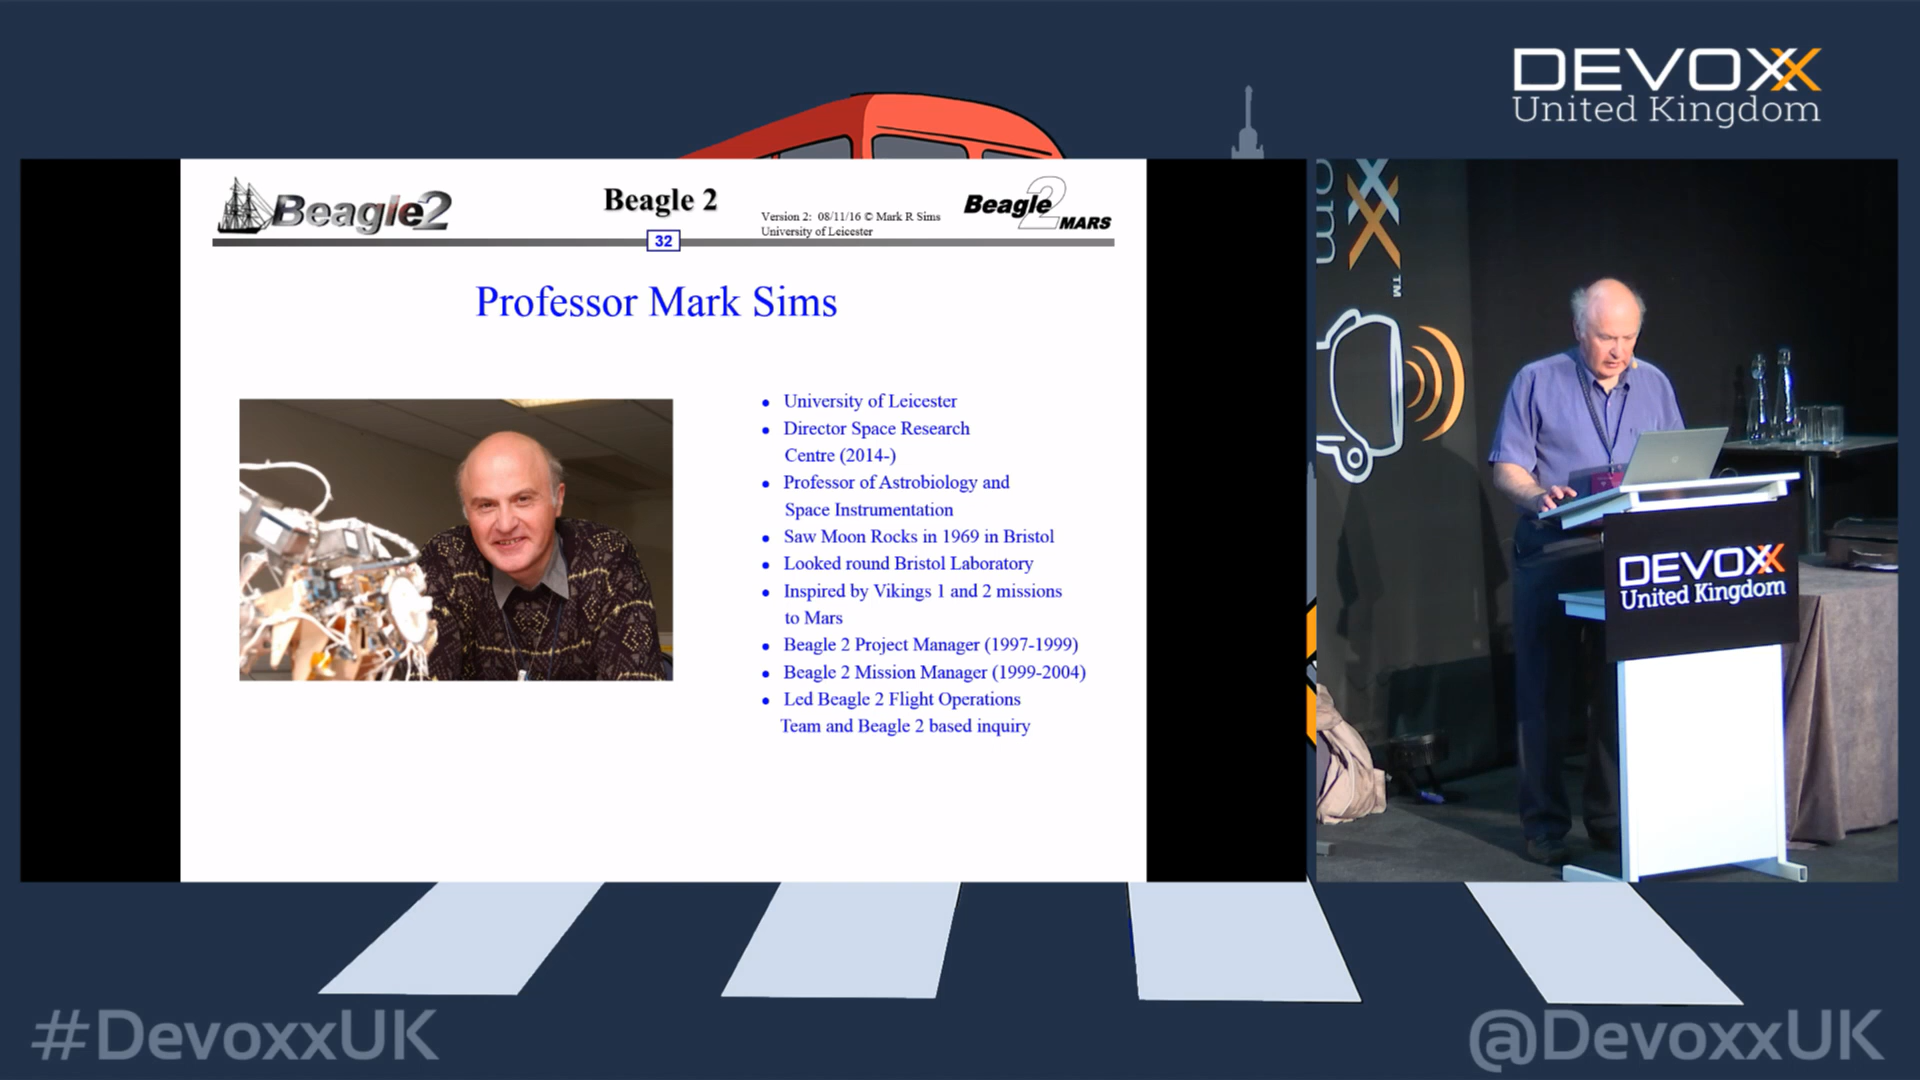 DEVOXX
United Kingdom
Beagle2
Beagle 2
Version 2: 08/11/16 © Mark R Sims
University of Leicester
Beagle 2
MARS
32
Professor Mark Sims
• University of Leicester
• Director Space Research
Centre (2014-)
• Professor of Astrobiology and
Space Instrumentation
• Saw Moon Rocks in 1969 in Bristol
• Looked round Bristol Laboratory
• Inspired by Vikings 1 and 2 missions
to Mars
• Beagle 2 Project Manager (1997-1999)
• Beagle 2 Mission Manager (1999-2004)
• Led Beagle 2 Flight Operations
Team and Beagle 2 based inquiry
TM
DEVOXX
United Kingdom
#DevoxxUK
@DevoxxUK